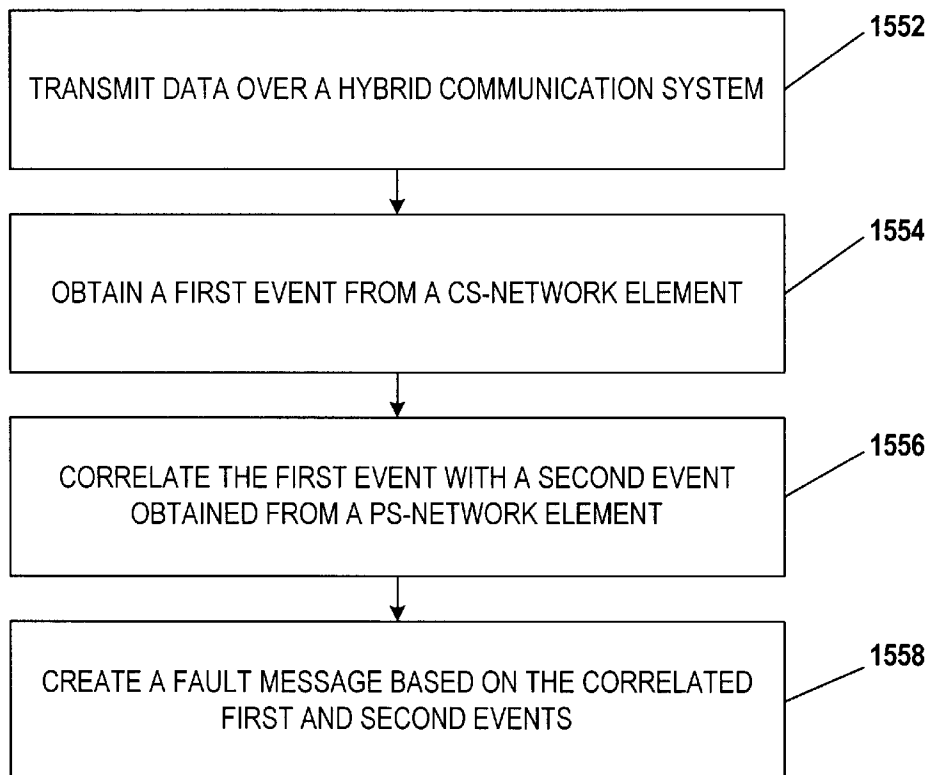 1552
TRANSMIT DATA OVER A HYBRID COMMUNICATION SYSTEM
1554
OBTAIN A FIRST EVENT FROM A CS-NETWORK ELEMENT
1556
CORRELATE THE FIRST EVENT WITH A SECOND EVENT
OBTAINED FROM A PS-NETWORK ELEMENT
1558
CREATE A FAULT MESSAGE BASED ON THE CORRELATED
FIRST AND SECOND EVENTS